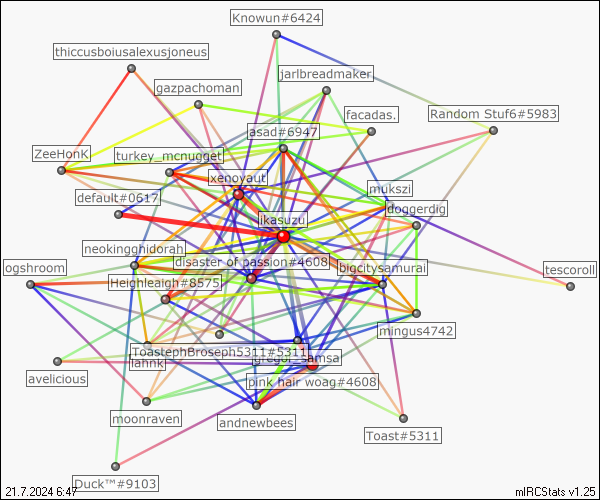 Knowun#6424
thiccusboiusalexusjoneus
jarlbreadmaker
gazpachoman
facadas.
Random Stuf6#5983
asad#6947
ZeeHonK
turkey_mcnugget
xenoyaut
mukszi
default#0617
doggerdig
ikasuzu
neokingghidorah
disaster of passion#4608
ogshroom
bigcitysamurai
tescoroll
Heighleaigh#8575
mingus4742
ToastephBroseph5311#5311
gregor_samsa
lahnk
avelicious
pink hair woag#4608
moonraven
andnewbees
Toast#5311
Duck™#9103
21.7.2024 6:47
mIRCStats v1.25